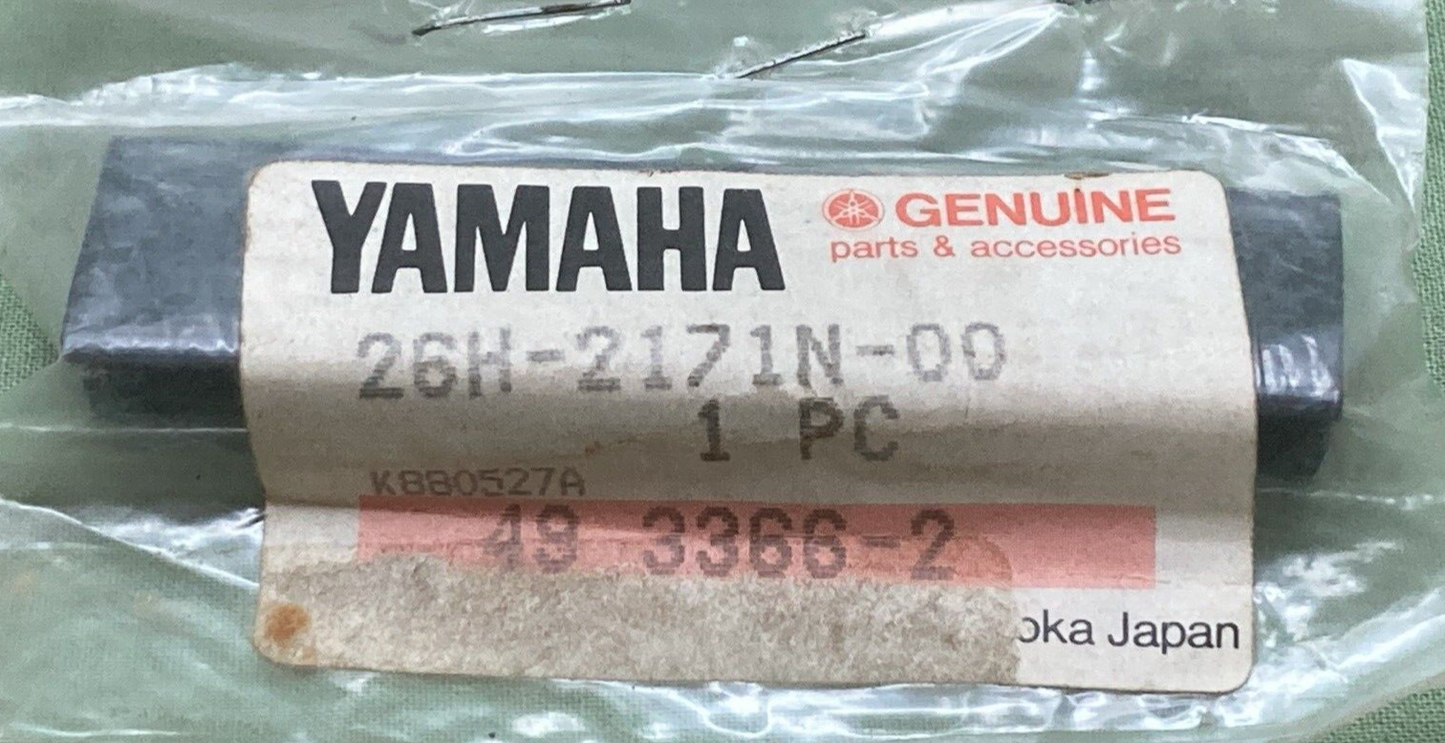 YAMAHA GENUINE
parts & accessories
26H-2171N-00
1 PC
K880527A
49 3366-2
oka Japan